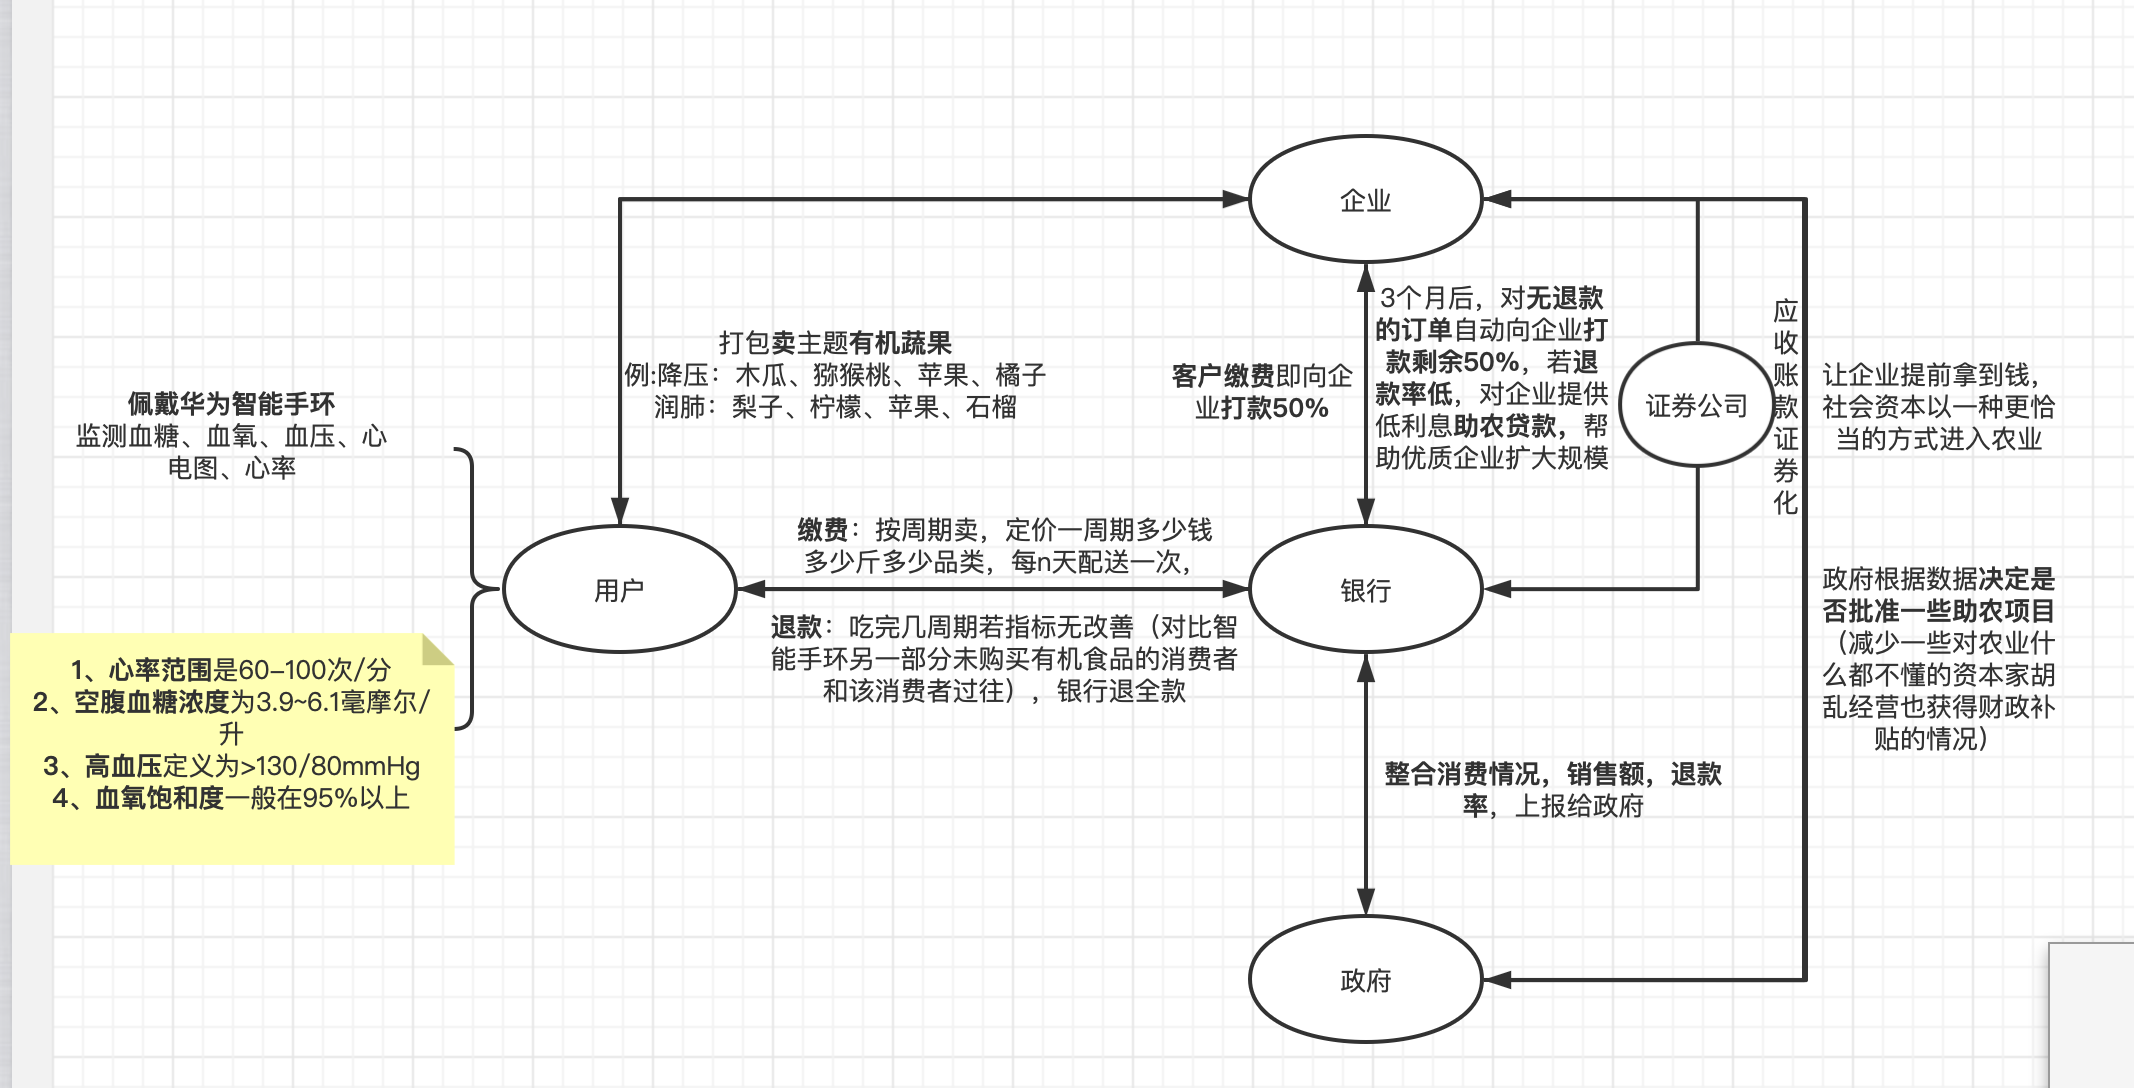 企业
3个月后，对无退款
的订单自动向企业打
款剩余50%，若退
款率低，对企业提供
低利息助农贷款，帮
助优质企业扩大规模
应
收
账
款
证
券
化
打包卖主题有机蔬果
例:降压：木瓜、猕猴桃、苹果、橘子
润肺：梨子、柠檬、苹果、石榴
客户缴费即向企
业打款50%
证券公司
让企业提前拿到钱，
社会资本以一种更恰
当的方式进入农业
佩戴华为智能手环
监测血糖、血氧、血压、心
电图、心率
缴费：按周期卖，定价一周期多少钱
多少斤多少品类，每n天配送一次，
用户
银行
退款：吃完几周期若指标无改善（对比智
能手环另一部分未购买有机食品的消费者
和该消费者过往），银行退全款
政府根据数据决定是
否批准一些助农项目
（减少一些对农业什
么都不懂的资本家胡
乱经营也获得财政补
贴的情况）
1、心率范围是60-100次/分
2、空腹血糖浓度为3.9~6.1毫摩尔/
升
3、高血压定义为>130/80mmHg
4、血氧饱和度一般在95%以上
整合消费情况，销售额，退款
率，上报给政府
政府